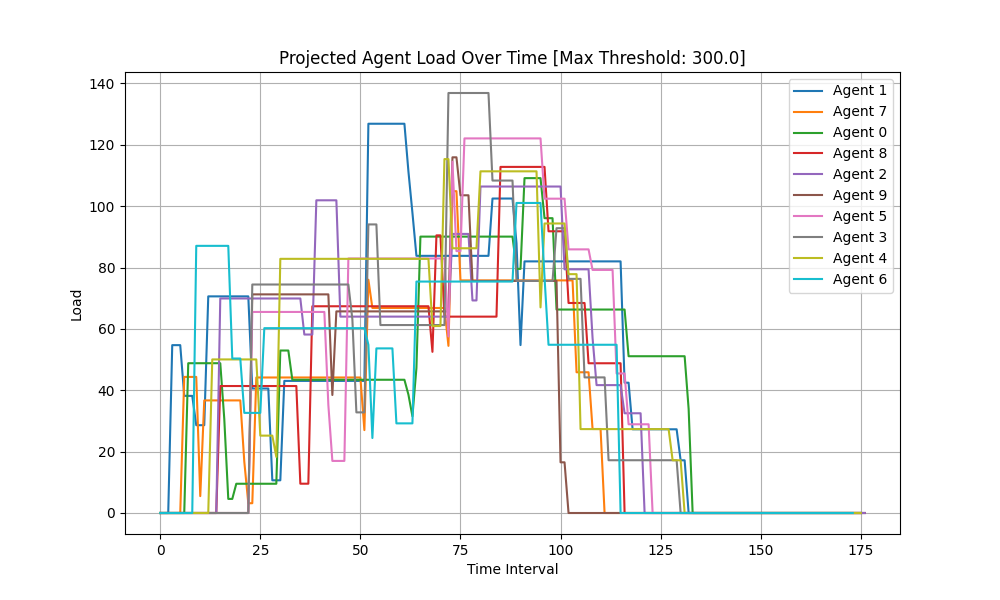 Projected Agent Load Over Time [Max Threshold: 300.0]
Load
140
120
100
80
60
40
20
0
0 25 50 75 100 125 150 175
Time Interval
Agent 1
Agent 7
Agent 0
Agent 8
Agent 2
Agent 9
Agent 5
Agent 3
Agent 4
Agent 6